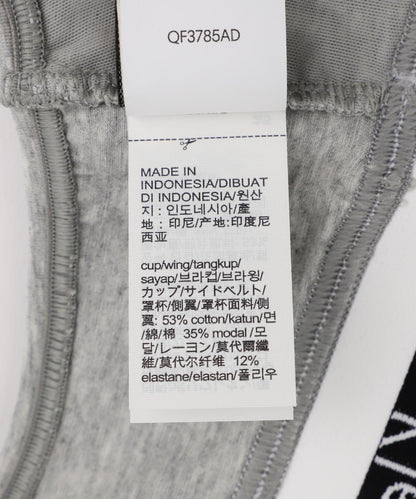 QF3785AD
MADE IN
INDONESIA/DIBUAT
DI INDONESIA/원산
지 : 인도네시아/產
地 : 印尼/产地: 印度尼
西亚
cup/wing/tangkup/
sayap/브라컵/브라윙/
カップ/サイドベルト/
罩杯/側翼/罩杯面料/侧
翼: 53% cotton/katun/면
/綿/棉 35% modal/모
달/レーヨン/莫代爾纖
維/莫代尔纤维 12%
elastane/elastan/폴리우